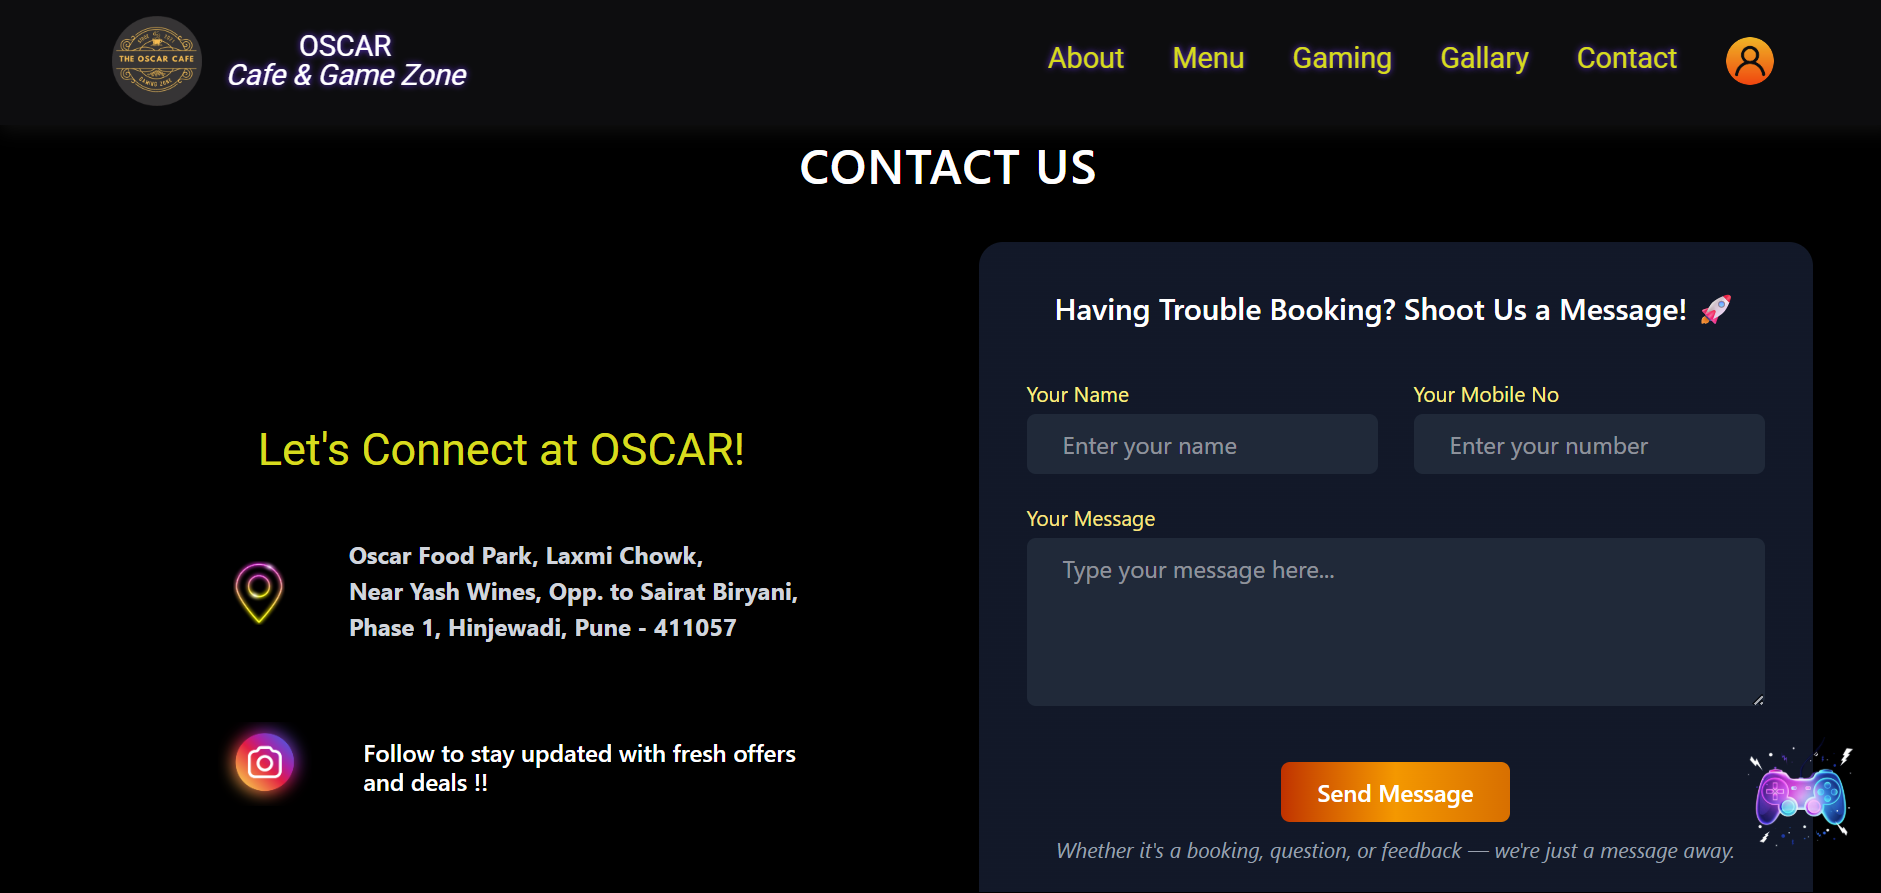 THE OSCAR CAFE
GAMING ZONE
OSCAR
Cafe & Game Zone
About
Menu
Gaming
Gallary
Contact
CONTACT US
Let's Connect at OSCAR!
Oscar Food Park, Laxmi Chowk,
Near Yash Wines, Opp. to Sairat Biryani,
Phase 1, Hinjewadi, Pune - 411057
Follow to stay updated with fresh offers
and deals !!
Having Trouble Booking? Shoot Us a Message! 🚀
Your Name
Your Mobile No
Enter your name
Enter your number
Your Message
Type your message here...
Send Message
Whether it's a booking, question, or feedback — we're just a message away.